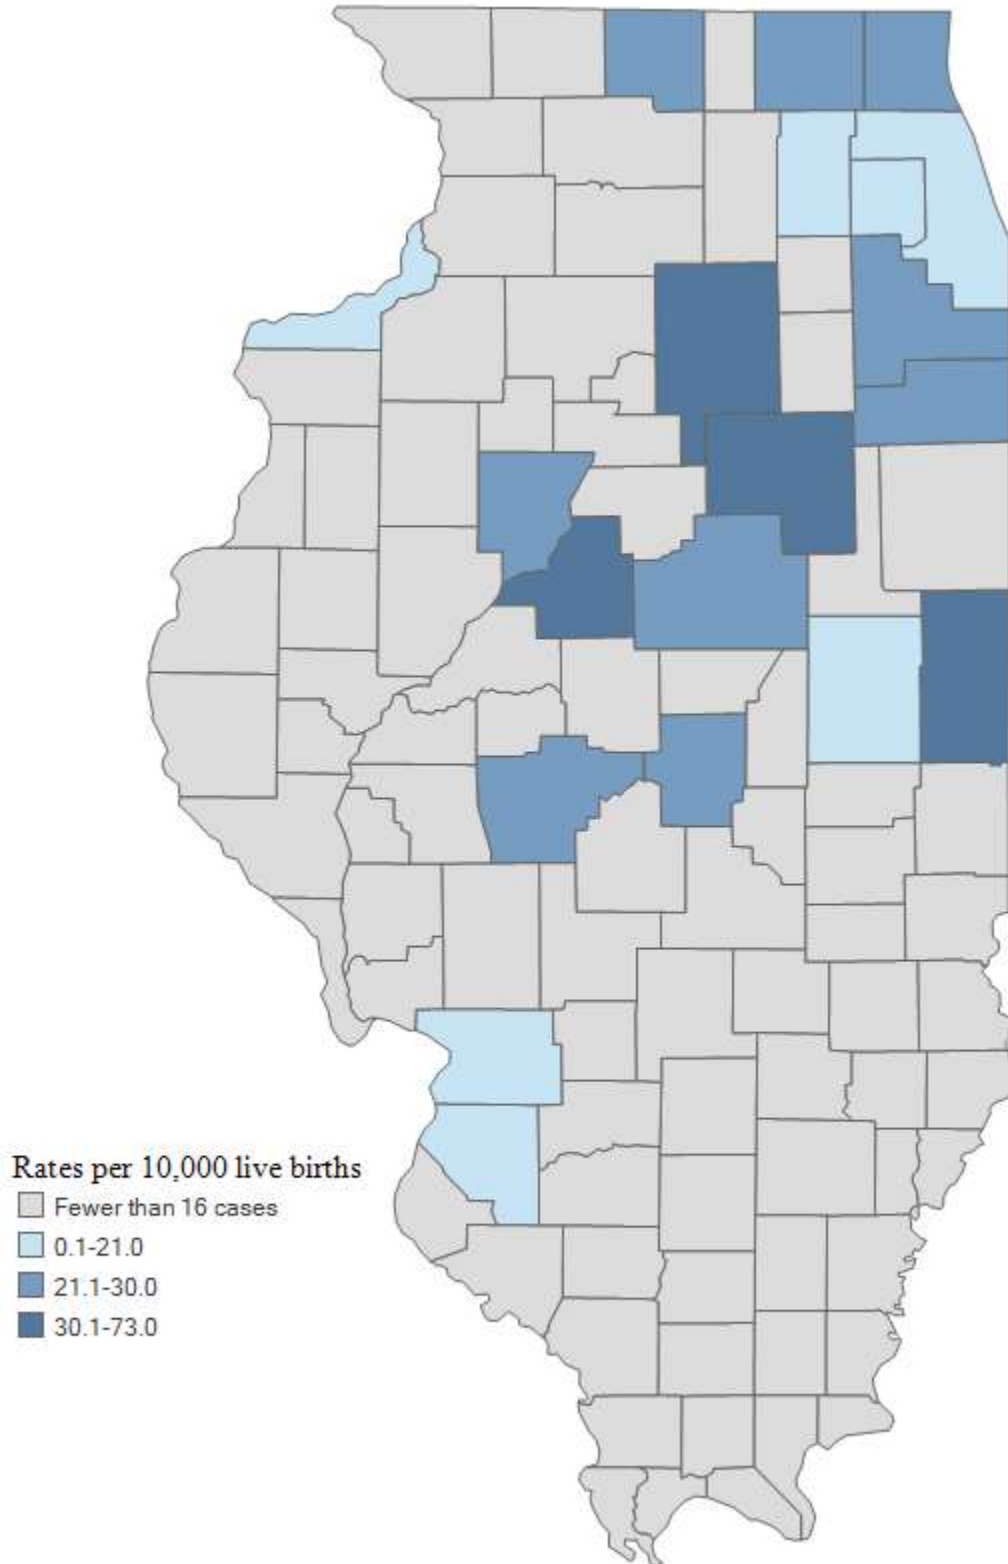 Rates per 10,000 live births
Fewer than 16 cases
0.1-21.0
21.1-30.0
30.1-73.0